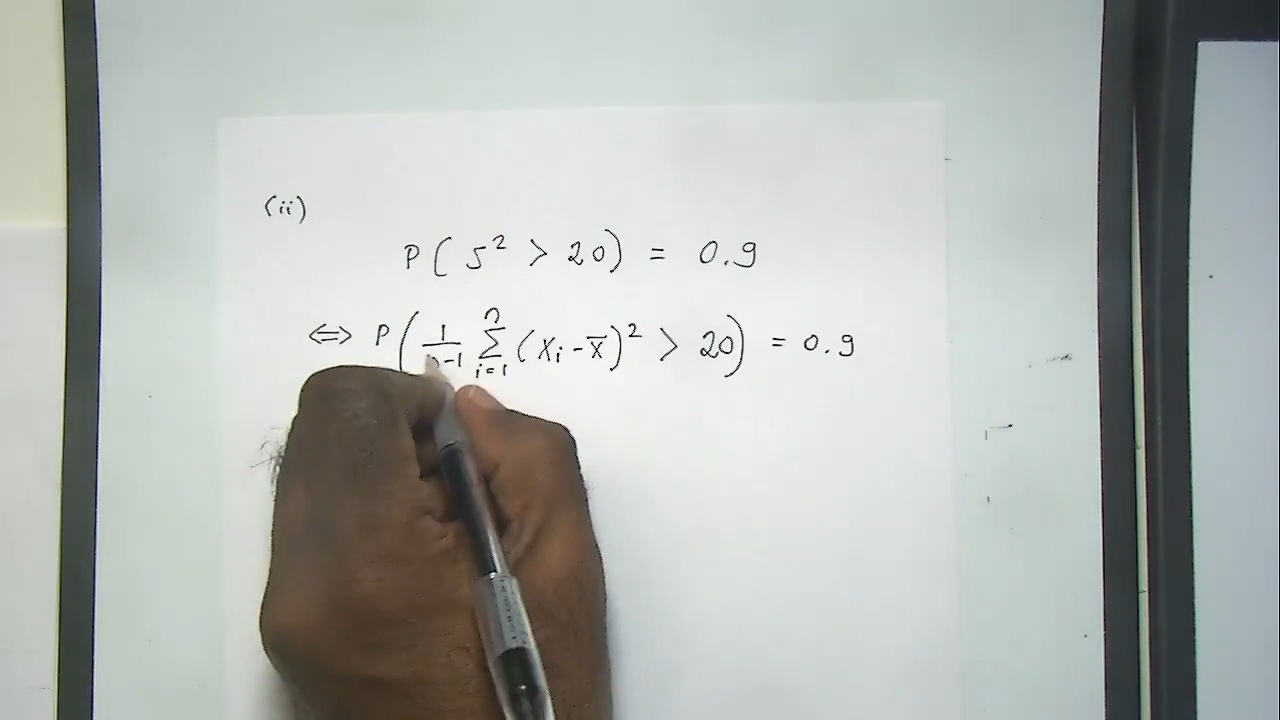 (ii)
P( s² > 20) = 0.9
⇔ P( 1/n-1 n∑i=1 (Xi - X̄)² > 20) = 0.9